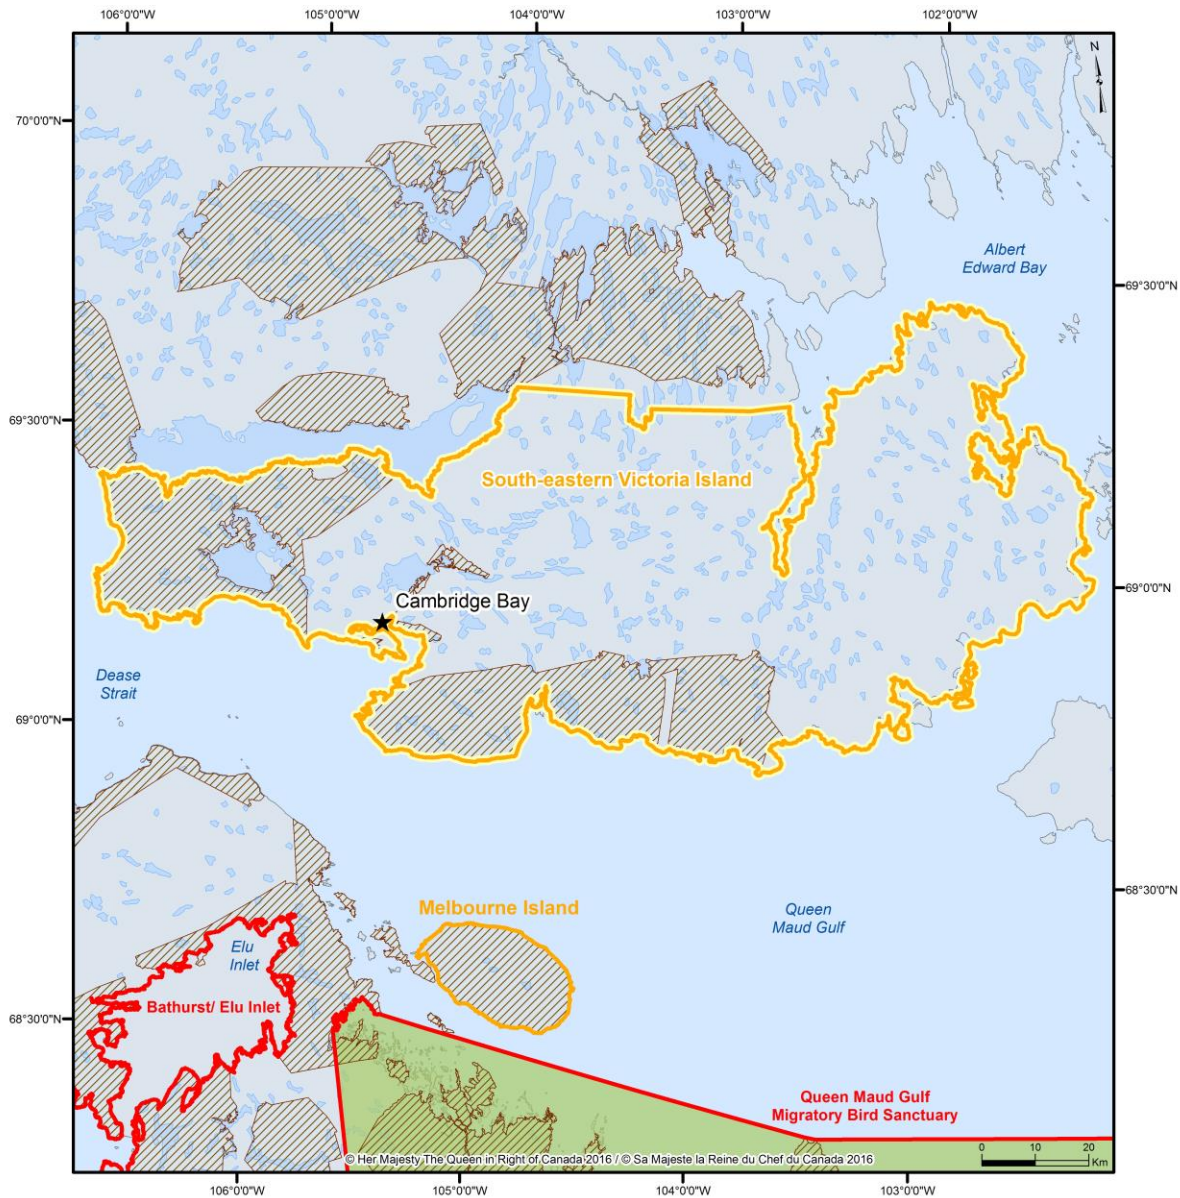 106°0'0"W
105°0'0"W
104°0'0"W
103°0'0"W
102°0'0"W
N
70°0'0"N
Albert
Edward Bay
69°30'0"N
69°30'0"N
South-eastern Victoria Island
69°0'0"N
Cambridge Bay
Dease
Strait
69°0'0"N
68°30'0"N
Melbourne Island
Queen
Maud Gulf
Elu
Inlet
Bathurst/ Elu Inlet
68°30'0"N
Queen Maud Gulf
Migratory Bird Sanctuary
0 10 20
Km
© Her Majesty The Queen in Right of Canada 2016 / © Sa Majeste la Reine du Chef du Canada 2016
106°0'0"W
105°0'0"W
104°0'0"W
103°0'0"W